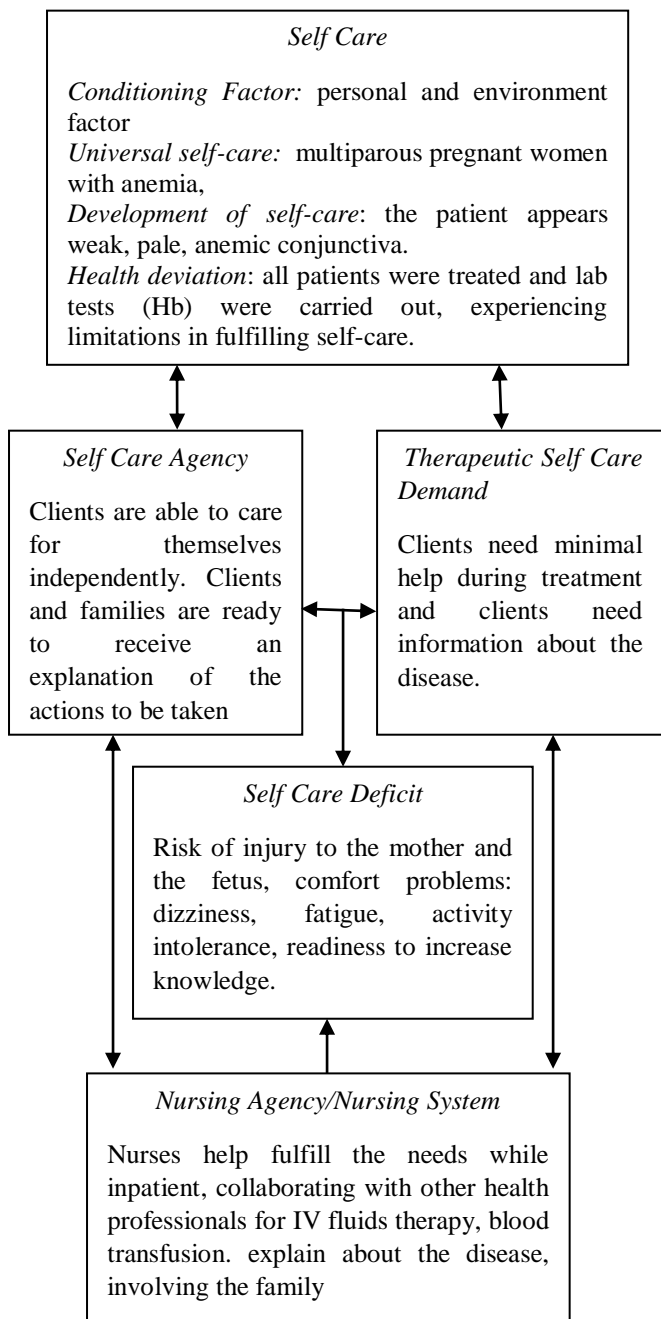 Self Care
Conditioning Factor: personal and environment
factor
Universal self-care: multiparous pregnant women
with anemia,
Development of self-care: the patient appears
weak, pale, anemic conjunctiva.
Health deviation: all patients were treated and lab
tests (Hb) were carried out, experiencing
limitations in fulfilling self-care.
Self Care Agency
Clients are able to care
for themselves
independently. Clients
and families are ready
to receive an
explanation of the
actions to be taken
Therapeutic Self Care
Demand
Clients need minimal
help during treatment
and clients need
information about the
disease.
Self Care Deficit
Risk of injury to the mother and
the fetus, comfort problems:
dizziness, fatigue, activity
intolerance, readiness to increase
knowledge.
Nursing Agency/Nursing System
Nurses help fulfill the needs while
inpatient, collaborating with other health
professionals for IV fluids therapy, blood
transfusion. explain about the disease,
involving the family